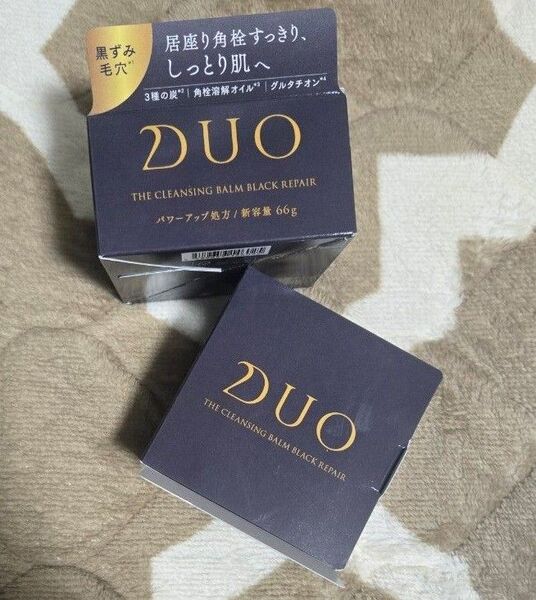 黒ずみ
毛穴※1
居座り角栓すっきり、
しっとり肌へ
3種の炭※2 | 角栓溶解オイル※3 | グルタチオン※4
DUO
THE CLEANSING BALM BLACK REPAIR
パワーアップ処方 / 新容量 66g
DUO
THE CLEANSING BALM BLACK REPAIR